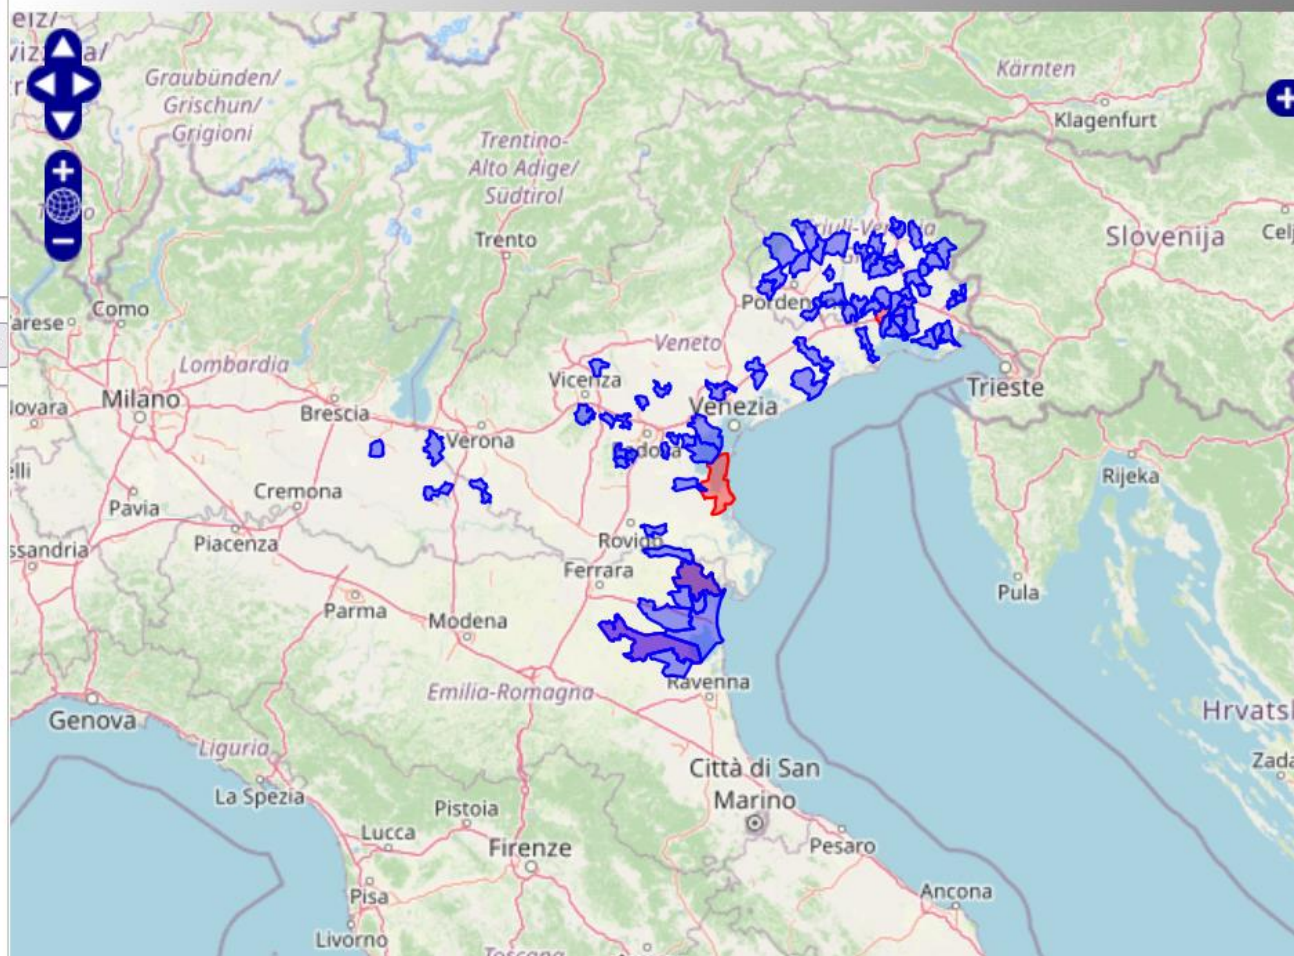 Graubünden/
Grischun/
Grigioni
Kärnten
Klagenfurt
Trentino-
Alto Adige/
Südtirol
Trento
Slovenija
Como
Lombardia
Veneto
Vicenza
Milano
Brescia
Verona
Venezia
Trieste
Rijeka
Cremona
Pavia
Piacenza
Rovigo
Ferrara
Pula
Parma
Modena
Ravenna
Emilia-Romagna
Genova
Liguria
La Spezia
Città di San
Marino
Pistoia
Lucca
Firenze
Pesaro
Pisa
Ancona
Livorno